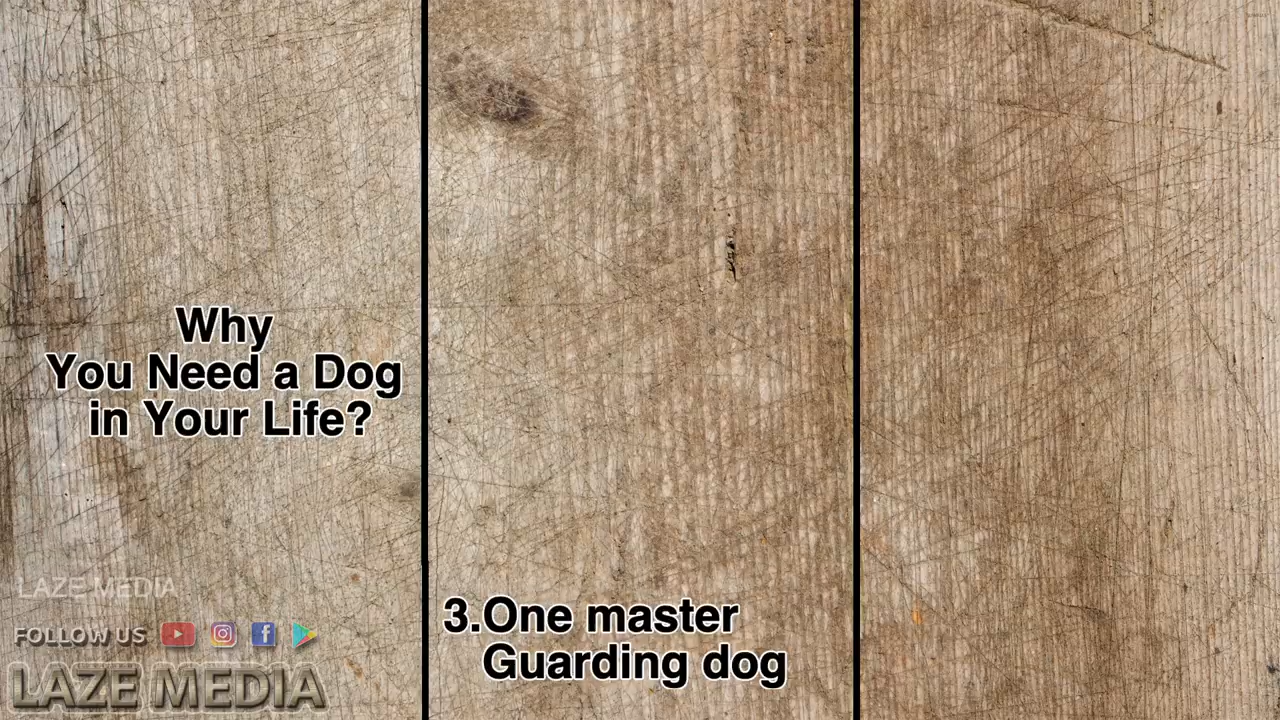 Why
You Need a Dog
in Your Life?
LAZE MEDIA
FOLLOW US
LAZE MEDIA
3.One master
Guarding dog